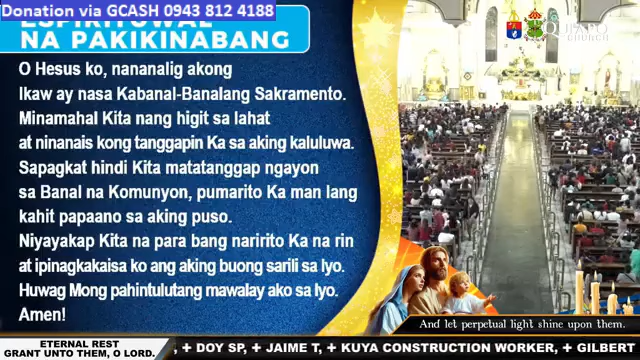 Donation via GCASH 0943 812 4188
ESPIRITUWAL
NA PAKIKINABANG
O Hesus ko, nananalig akong
Ikaw ay nasa Kabanal-Banalang Sakramento.
Minamahal Kita nang higit sa lahat
at ninanais kong tanggapin Ka sa aking kaluluwa.
Sapagkat hindi Kita matatanggap ngayon
sa Banal na Komunyon, pumarito Ka man lang
kahit papaano sa aking puso.
Niyayakap Kita na para bang naririto Ka na rin
at ipinagkakaisa ko ang aking buong sarili sa Iyo.
Huwag Mong pahintulutang mawalay ako sa Iyo.
Amen!
QUIAPO
CHURCH
And let perpetual light shine upon them.
ETERNAL REST
GRANT UNTO THEM, O LORD.
, + DOY SP, + JAIME T, + KUYA CONSTRUCTION WORKER, + GILBERT